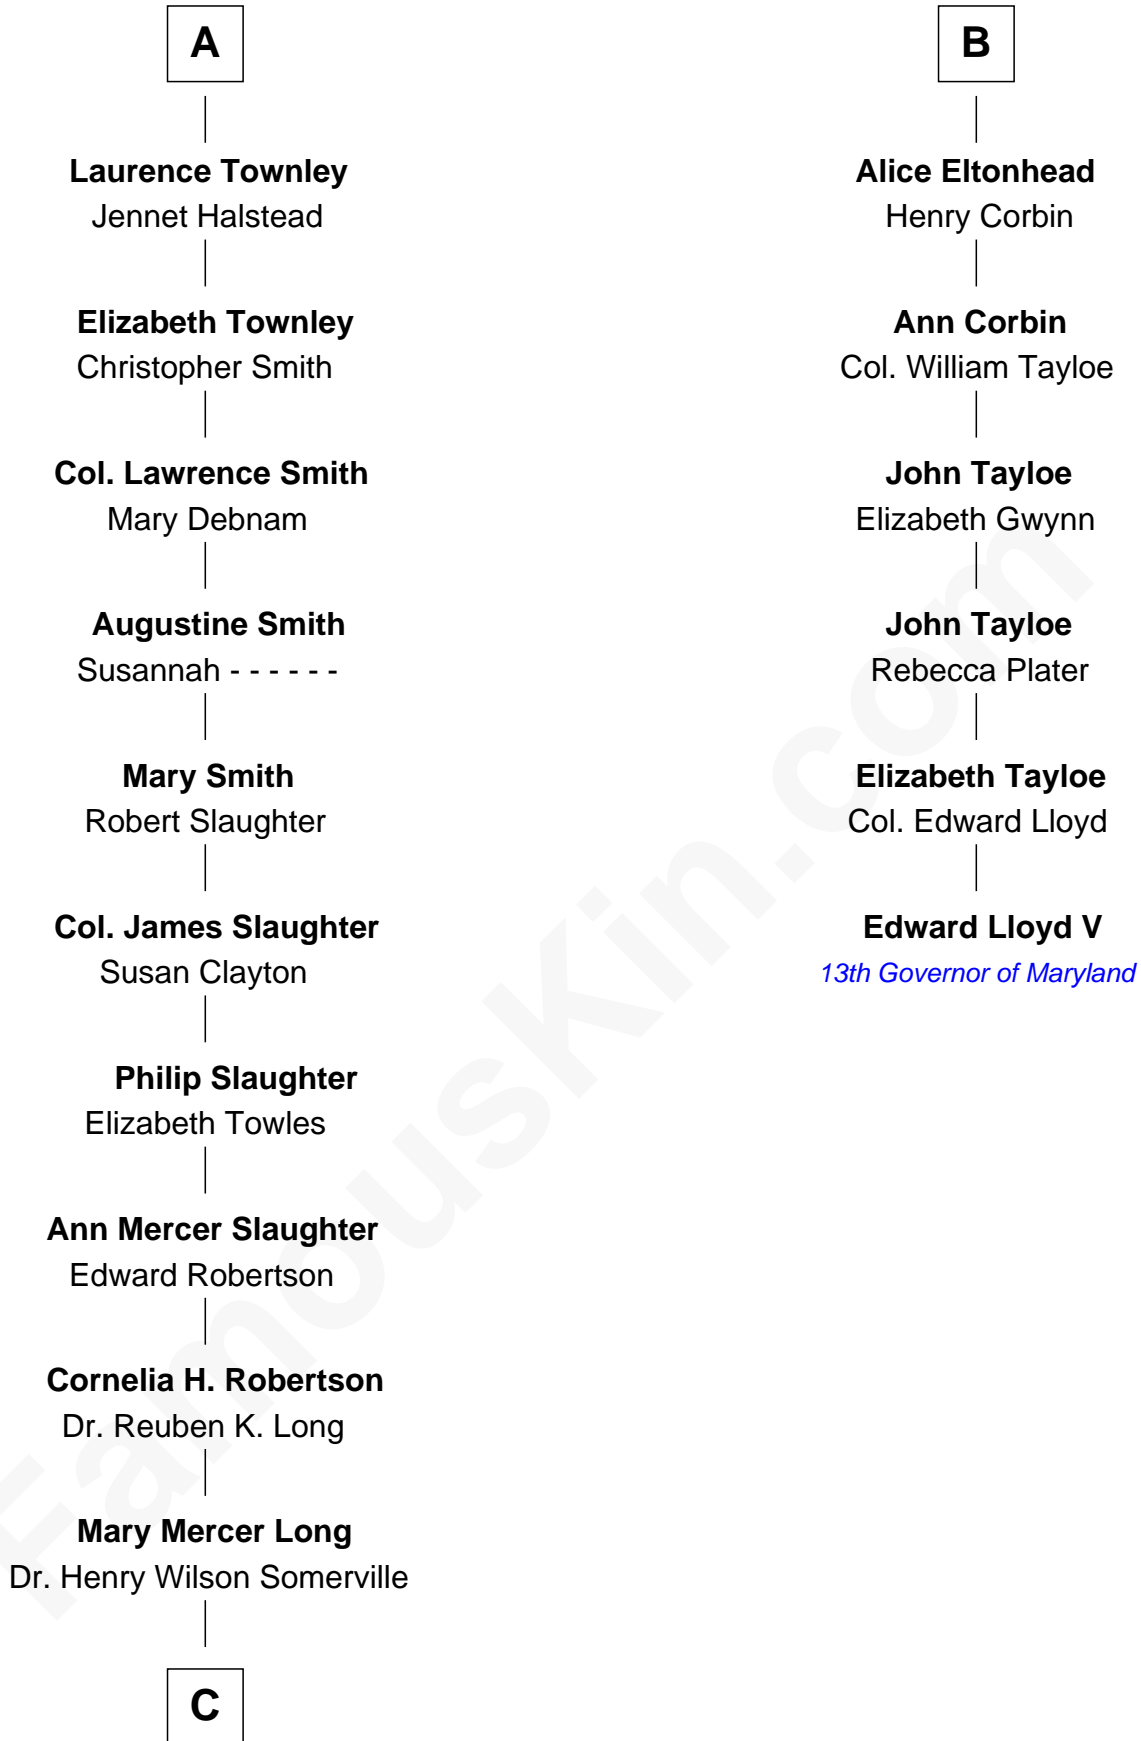 A
Laurence Townley
Jennet Halstead
Elizabeth Townley
Christopher Smith
Col. Lawrence Smith
Mary Debnam
Augustine Smith
Susannah - - - - - -
Mary Smith
Robert Slaughter
Col. James Slaughter
Susan Clayton
Philip Slaughter
Elizabeth Towles
Ann Mercer Slaughter
Edward Robertson
Cornelia H. Robertson
Dr. Reuben K. Long
Mary Mercer Long
Dr. Henry Wilson Somerville
C
B
Alice Eltonhead
Henry Corbin
Ann Corbin
Col. William Tayloe
John Tayloe
Elizabeth Gwynn
John Tayloe
Rebecca Plater
Elizabeth Tayloe
Col. Edward Lloyd
Edward Lloyd V
13th Governor of Maryland
FamousKin.com